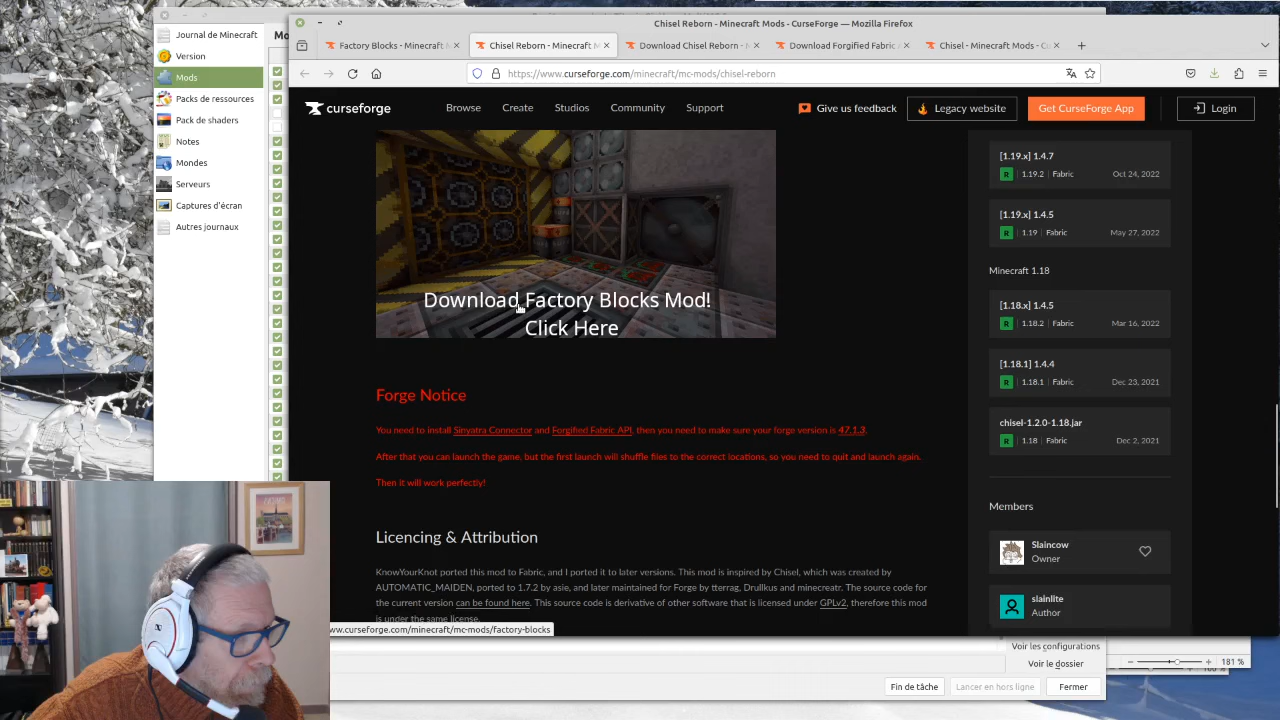 Chisel Reborn - Minecraft Mods - CurseForge — Mozilla Firefox
Journal de Minecraft
Version
Mods
Packs de ressources
Pack de shaders
Notes
Mondes
Serveurs
Captures d'écran
Autres journaux
Mo
Factory Blocks - Minecraft M
Chisel Reborn - Minecraft M
Download Chisel Reborn - M
Download Forgified Fabric A
Chisel - Minecraft Mods - Cu
https://www.curseforge.com/minecraft/mc-mods/chisel-reborn
curseforge
Browse
Create
Studios
Community
Support
Give us feedback
Legacy website
Get CurseForge App
Login
Download Factory Blocks Mod!
Click Here
Forge Notice
You need to install Sinyatra Connector and Forgified Fabric API, then you need to make sure your forge version is 47.1.3.
After that you can launch the game, but the first launch will shuffle files to the correct locations, so you need to quit and launch again.
Then it will work perfectly!
Licencing & Attribution
KnowYourKnot ported this mod to Fabric, and I ported it to later versions. This mod is inspired by Chisel, which was created by
AUTOMATIC_MAIDEN, ported to 1.7.2 by asie, and later maintained for Forge by tterrag, Drullkus and minecreatr. The source code for
the current version can be found here. This source code is derivative of other software that is licensed under GPLv2, therefore this mod
is under the same license.
[1.19.x] 1.4.7
R 1.19.2 Fabric Oct 24, 2022
[1.19.x] 1.4.5
R 1.19 Fabric May 27, 2022
Minecraft 1.18
[1.18.x] 1.4.5
R 1.18.2 Fabric Mar 16, 2022
[1.18.1] 1.4.4
R 1.18.1 Fabric Dec 23, 2021
chisel-1.2.0-1.18.jar
R 1.18 Fabric Dec 2, 2021
Members
Slaincow
Owner
slainlite
Author
ww.curseforge.com/minecraft/mc-mods/factory-blocks
Voir les configurations
Voir le dossier
181 %
Fin de tâche
Lancer en hors ligne
Fermer